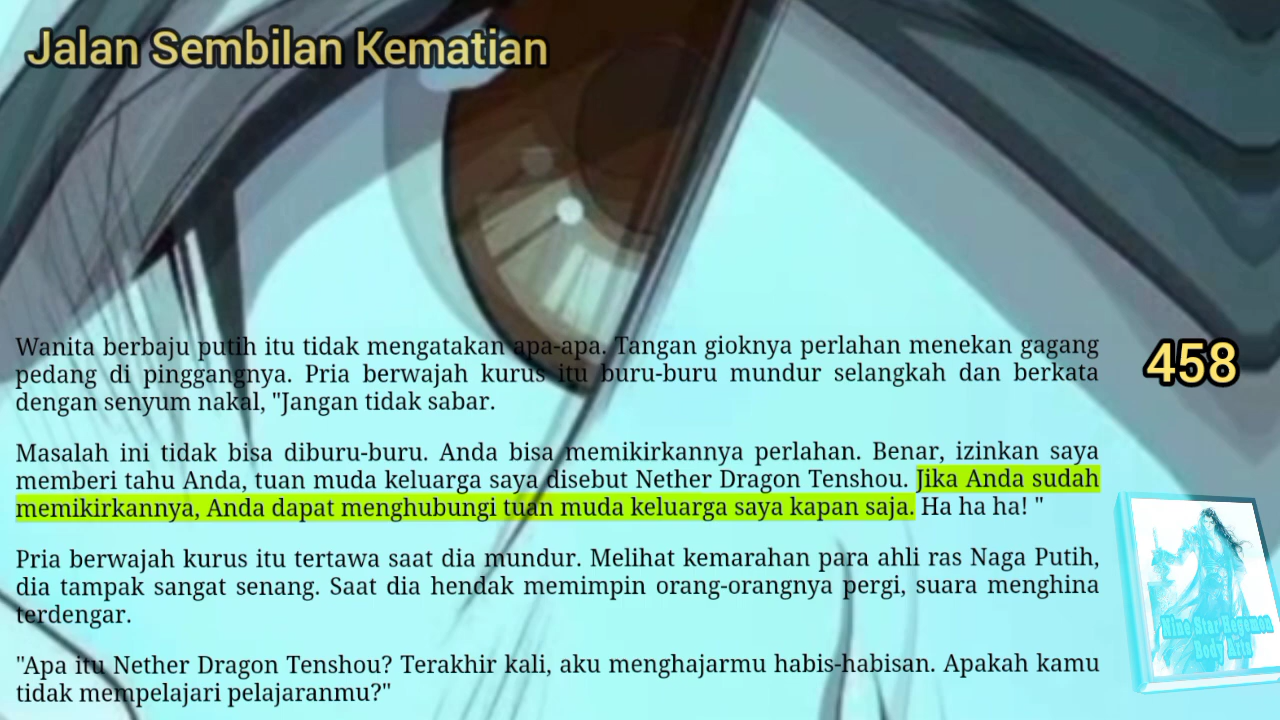 Jalan Sembilan Kematian
Wanita berbaju putih itu tidak mengatakan apa-apa. Tangan gioknya perlahan menekan gagang
pedang di pinggangnya. Pria berwajah kurus itu buru-buru mundur selangkah dan berkata
dengan senyum nakal, "Jangan tidak sabar.
458
Masalah ini tidak bisa diburu-buru. Anda bisa memikirkannya perlahan. Benar, izinkan saya
memberi tahu Anda, tuan muda keluarga saya disebut Nether Dragon Tenshou. Jika Anda sudah
memikirkannya, Anda dapat menghubungi tuan muda keluarga saya kapan saja. Ha ha ha! "
Pria berwajah kurus itu tertawa saat dia mundur. Melihat kemarahan para ahli ras Naga Putih,
dia tampak sangat senang. Saat dia hendak memimpin orang-orangnya pergi, suara menghina
terdengar.
"Apa itu Nether Dragon Tenshou? Terakhir kali, aku menghajarmu habis-habisan. Apakah kamu
tidak mempelajari pelajaranmu?"
Nine Star Hegemon
Body Arts